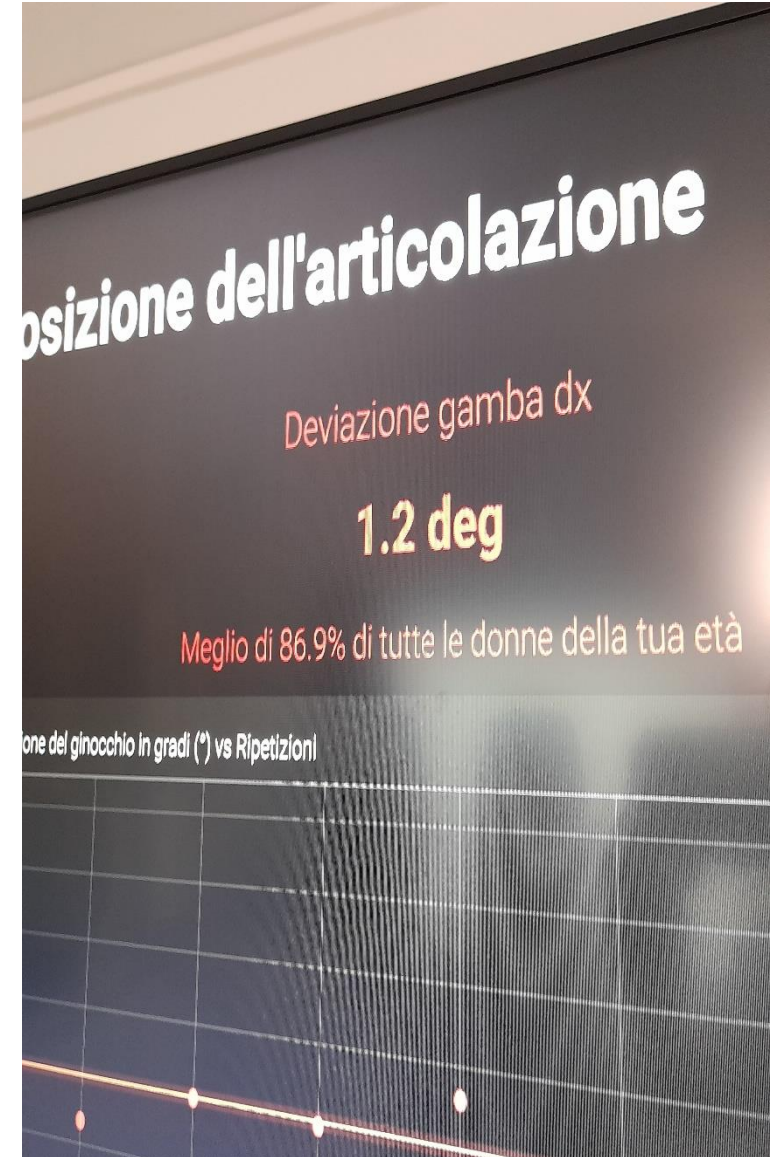 osizione dell'articolazione
Deviazione gamba dx
1.2 deg
Meglio di 86.9% di tutte le donne della tua età
one del ginocchio in gradi (°) vs Ripetizioni